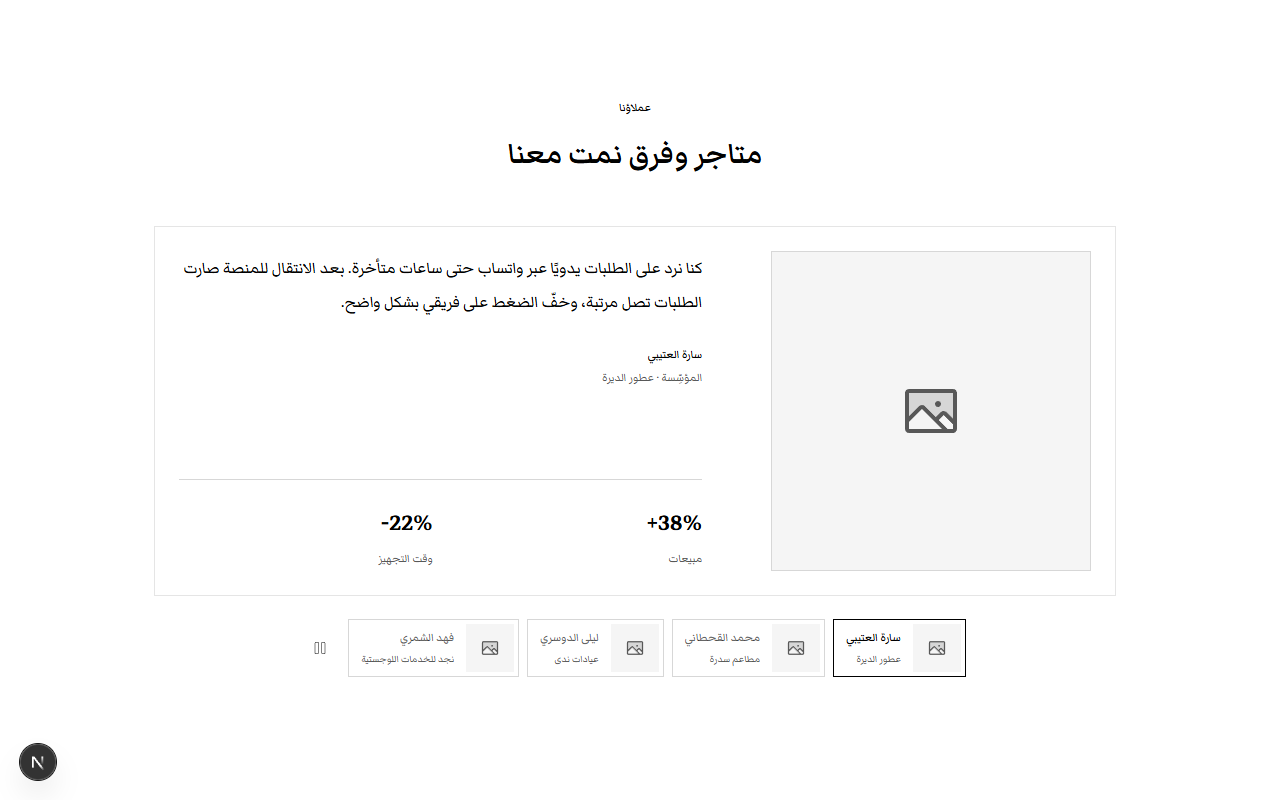 عملاؤنا
متاجر وفرق نمت معنا
كنا نرد على الطلبات يدويًا عبر واتساب حتى ساعات متأخرة. بعد الانتقال للمنصة صارت
الطلبات تصل مرتبة، وخفّ الضغط على فريقي بشكل واضح.
سارة العتيبي
المؤسِّسة · عطور الديرة
+38%
مبيعات
-22%
وقت التجهيز
سارة العتيبي
عطور الديرة
محمد القحطاني
مطاعم سدرة
ليلى الدوسري
عيادات ندى
فهد الشمري
نجد للخدمات اللوجستية
N